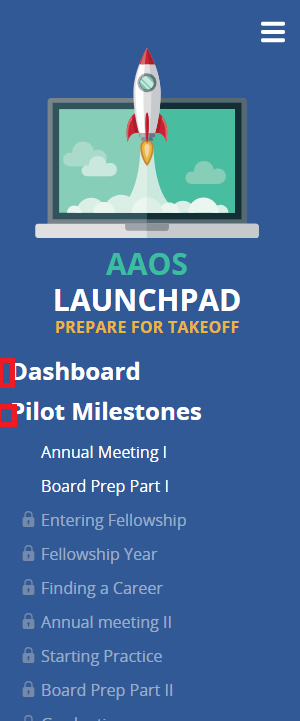 AAOS
LAUNCHPAD
PREPARE FOR TAKEOFF
Dashboard
Pilot Milestones
Annual Meeting I
Board Prep Part I
Entering Fellowship
Fellowship Year
Finding a Career
Annual meeting II
Starting Practice
Board Prep Part II